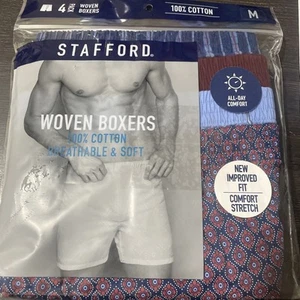 4 WOVEN
BOXERS
100% COTTON
M
STAFFORD
ALL-DAY
COMFORT
WOVEN BOXERS
100% COTTON
BREATHABLE & SOFT
NEW
IMPROVED
FIT
COMFORT
STRETCH